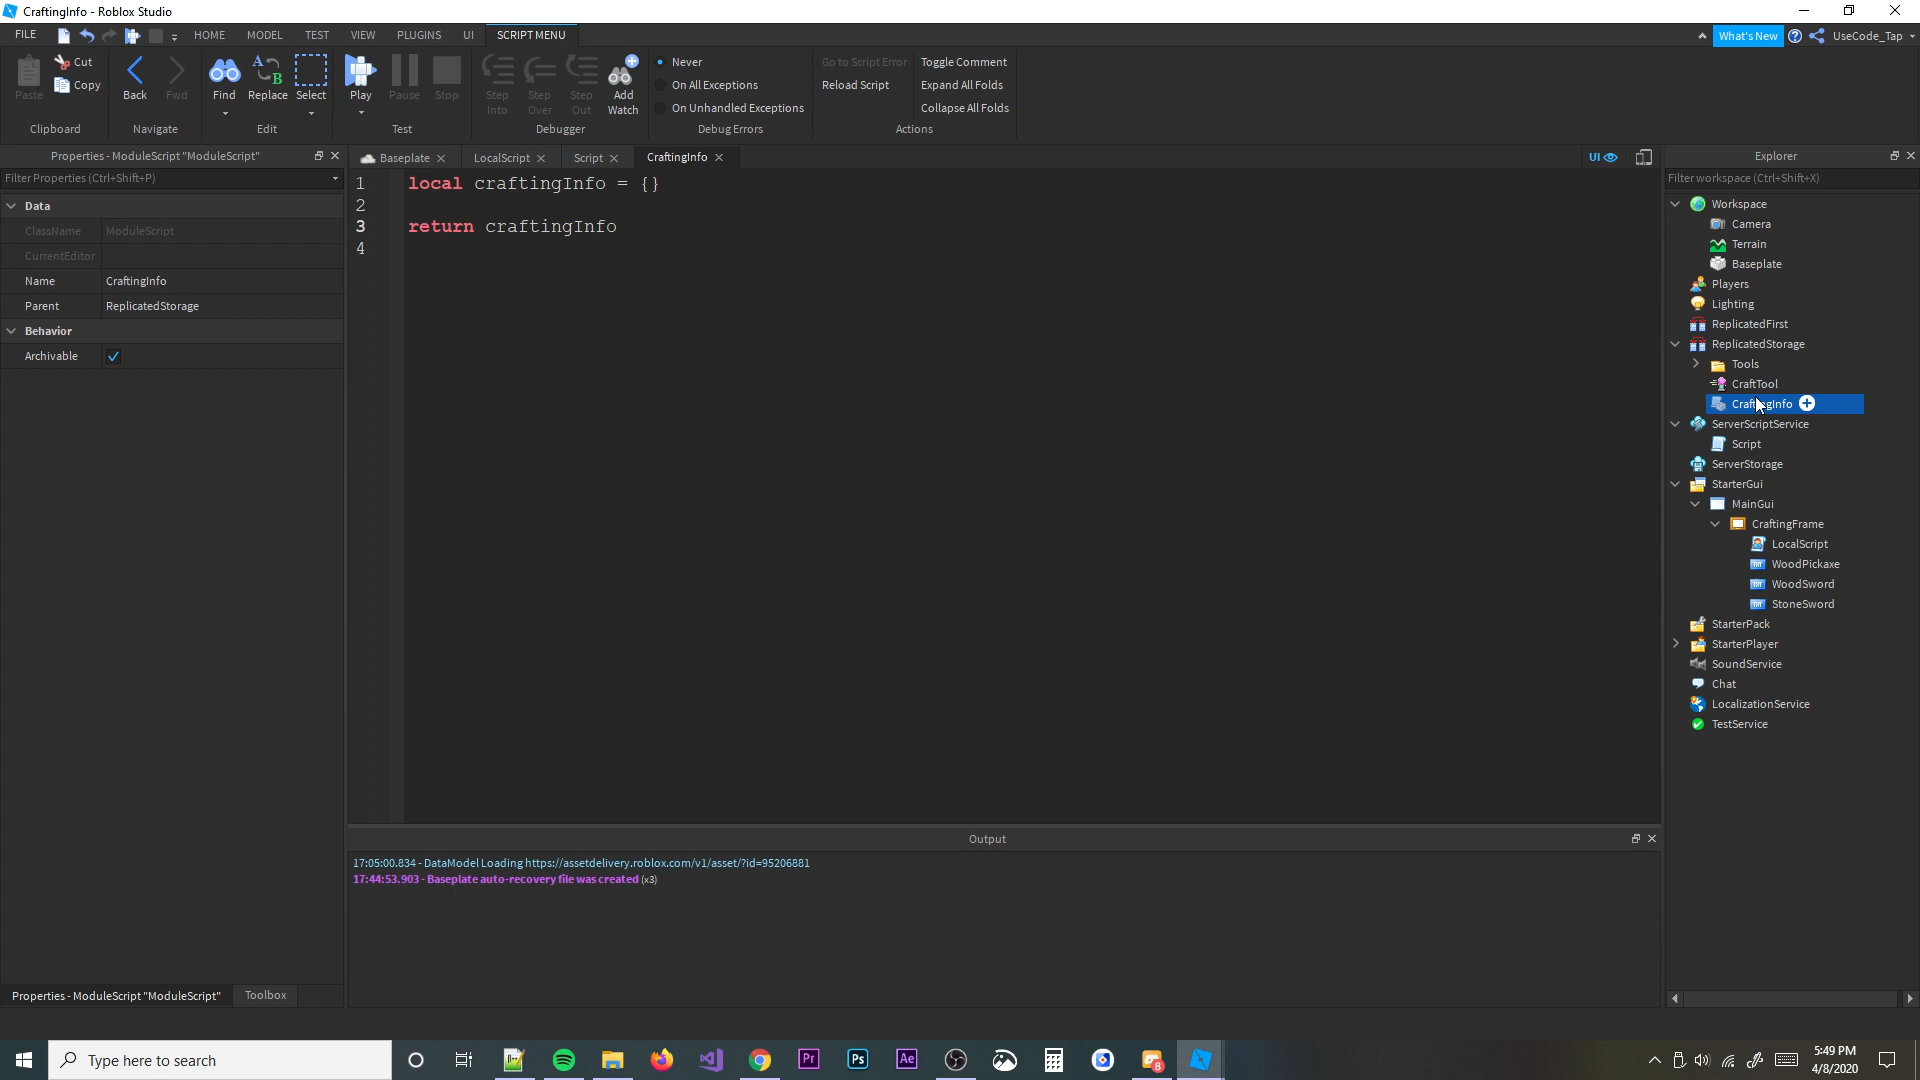 CraftingInfo - Roblox Studio
FILE
HOME
MODEL
TEST
VIEW
PLUGINS
UI
SCRIPT MENU
What's New
UseCode_Tap
Paste
Cut
Copy
Clipboard
Back
Fwd
Navigate
Find
Replace
Select
Edit
Play
Pause
Stop
Test
Step Into
Step Over
Step Out
Add Watch
Debugger
Never
On All Exceptions
On Unhandled Exceptions
Debug Errors
Go to Script Error
Reload Script
Toggle Comment
Expand All Folds
Collapse All Folds
Actions
Properties - ModuleScript "ModuleScript"
Filter Properties (Ctrl+Shift+P)
Data
ClassName ModuleScript
CurrentEditor
Name CraftingInfo
Parent ReplicatedStorage
Behavior
Archivable
Properties - ModuleScript "ModuleScript"
Toolbox
Baseplate
LocalScript
Script
CraftingInfo
UI
1 local craftingInfo = {}
2
3 return craftingInfo
4
Output
17:05:00.834 - DataModel Loading https://assetdelivery.roblox.com/v1/asset/?id=95206881
17:44:53.903 - Baseplate auto-recovery file was created (x3)
Explorer
Filter workspace (Ctrl+Shift+X)
Workspace
Camera
Terrain
Baseplate
Players
Lighting
ReplicatedFirst
ReplicatedStorage
Tools
CraftTool
CraftingInfo
ServerScriptService
Script
ServerStorage
StarterGui
MainGui
CraftingFrame
LocalScript
WoodPickaxe
WoodSword
StoneSword
StarterPack
StarterPlayer
SoundService
Chat
LocalizationService
TestService
Type here to search
Pr
Ps
Ae
8
5:49 PM
4/8/2020